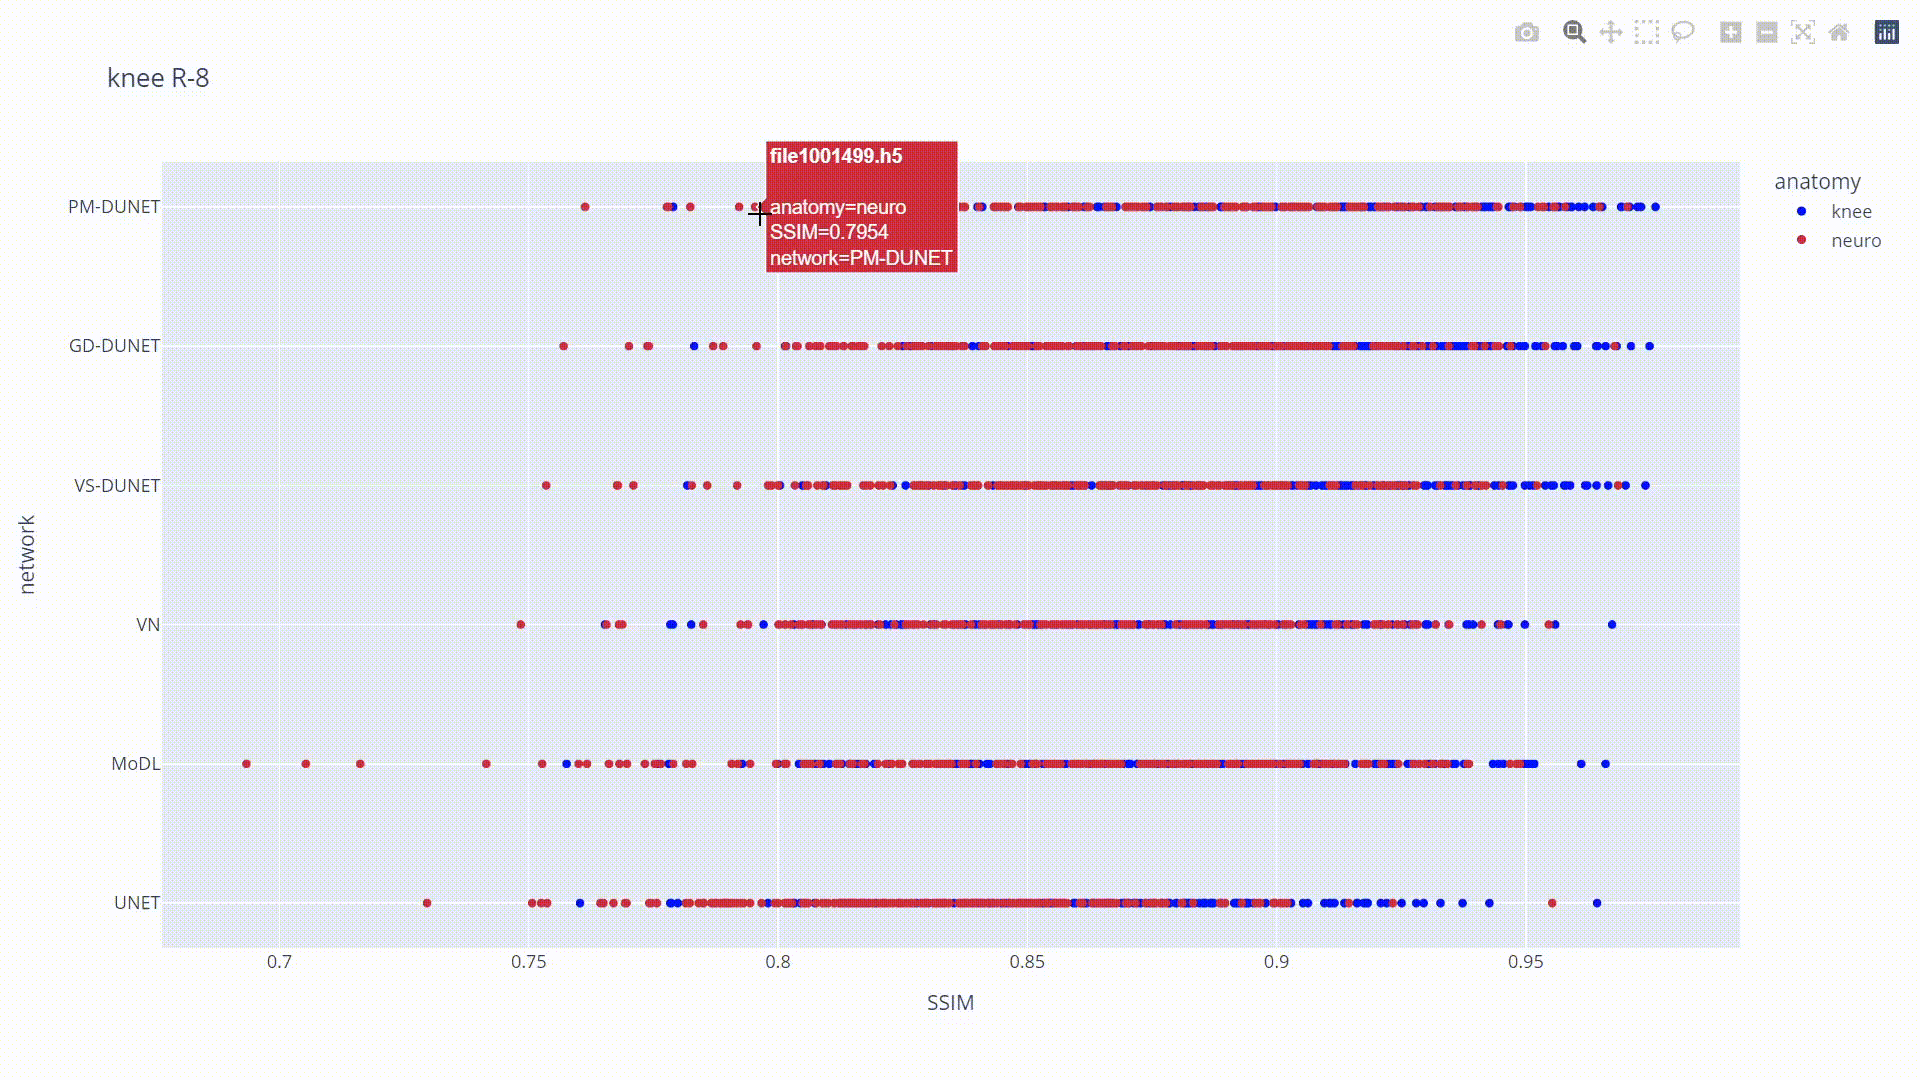 knee R-8
file1001499.h5
anatomy=neuro
SSIM=0.7954
network=PM-DUNET
anatomy
knee
neuro
PM-DUNET
GD-DUNET
VS-DUNET
VN
MoDL
UNET
network
0.7 0.75 0.8 0.85 0.9 0.95
SSIM